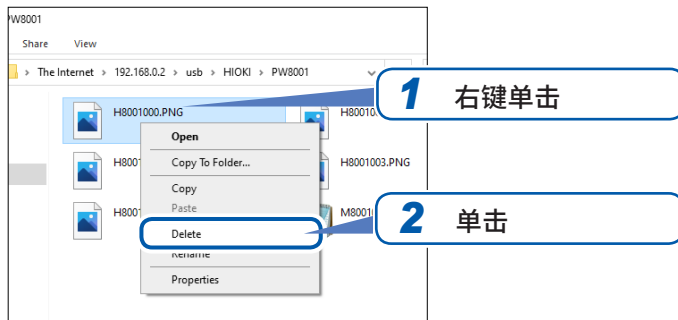 PW8001
Share View
The Internet > 192.168.0.2 > usb > HIOKI > PW8001
1 右键单击
H8001000.PNG
Open
Copy To Folder...
H8001003.PNG
Copy
Paste
2 单击
Delete
Rename
Properties